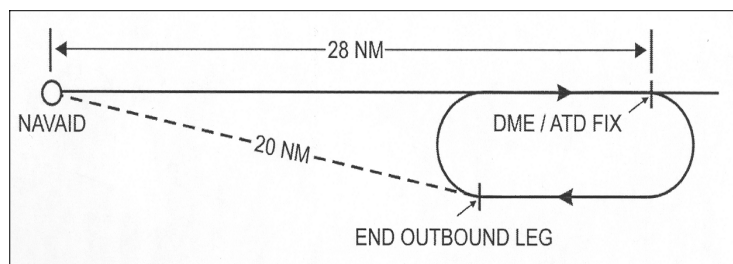 28 NM
NAVAID
DME / ATD FIX
20 NM
END OUTBOUND LEG